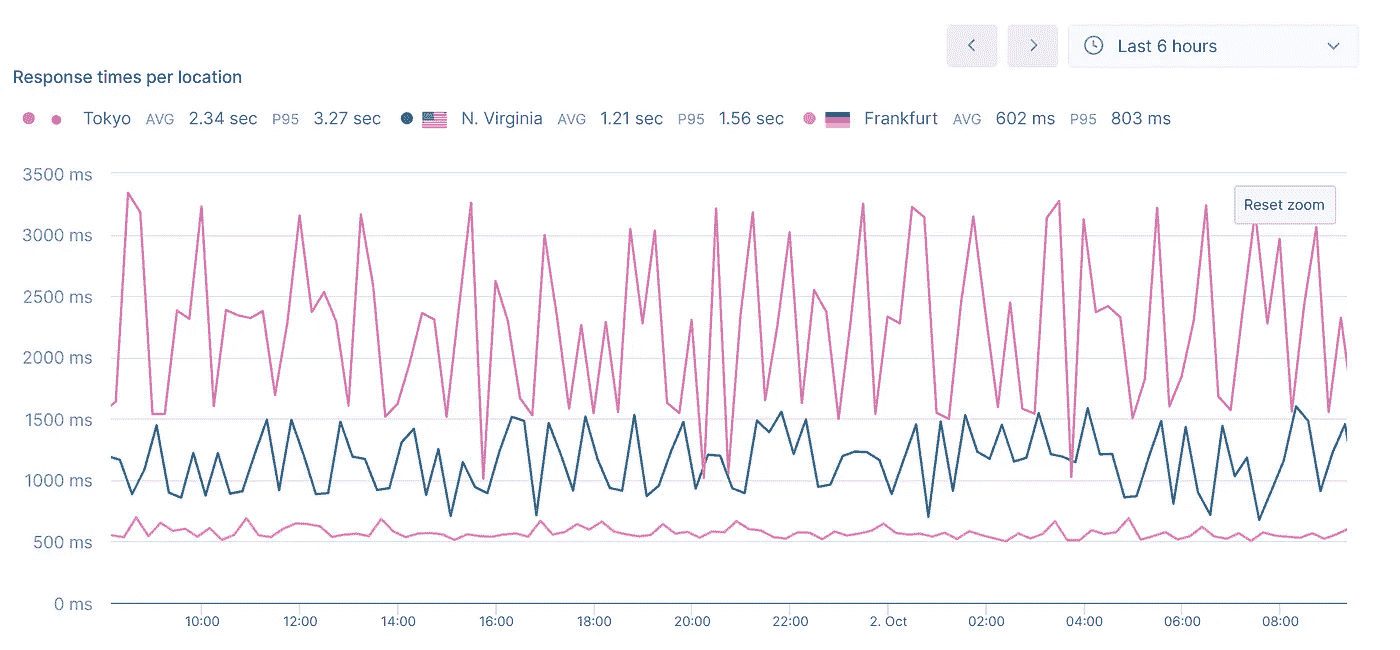 Last 6 hours
Response times per location
Tokyo AVG 2.34 sec P95 3.27 sec N. Virginia AVG 1.21 sec P95 1.56 sec Frankfurt AVG 602 ms P95 803 ms
3500 ms
Reset zoom
3000 ms
2500 ms
2000 ms
1500 ms
1000 ms
500 ms
0 ms
10:00 12:00 14:00 16:00 18:00 20:00 22:00 2. Oct 02:00 04:00 06:00 08:00